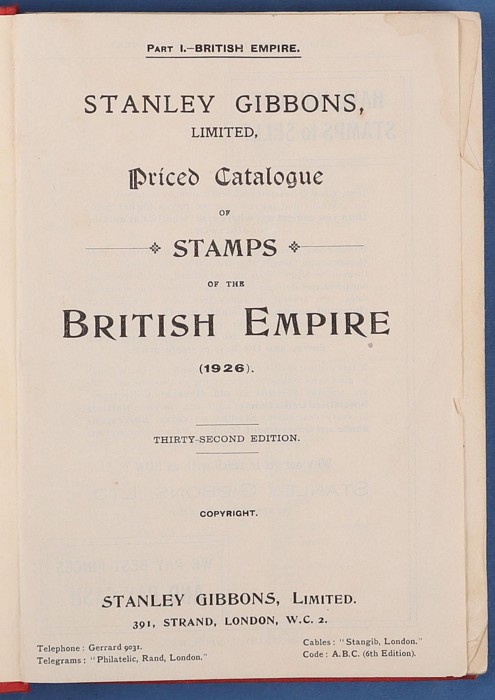 PART I.—BRITISH EMPIRE.
STANLEY GIBBONS,
LIMITED,
Priced Catalogue
OF
STAMPS
OF THE
BRITISH EMPIRE
(1926).
THIRTY-SECOND EDITION.
COPYRIGHT.
STANLEY GIBBONS, LIMITED.
391, STRAND, LONDON, W.C. 2.
Telephone: Gerrard 9031.
Telegrams: "Philatelic, Rand, London."
Cables: "Stangib, London."
Code: A.B.C. (6th Edition).